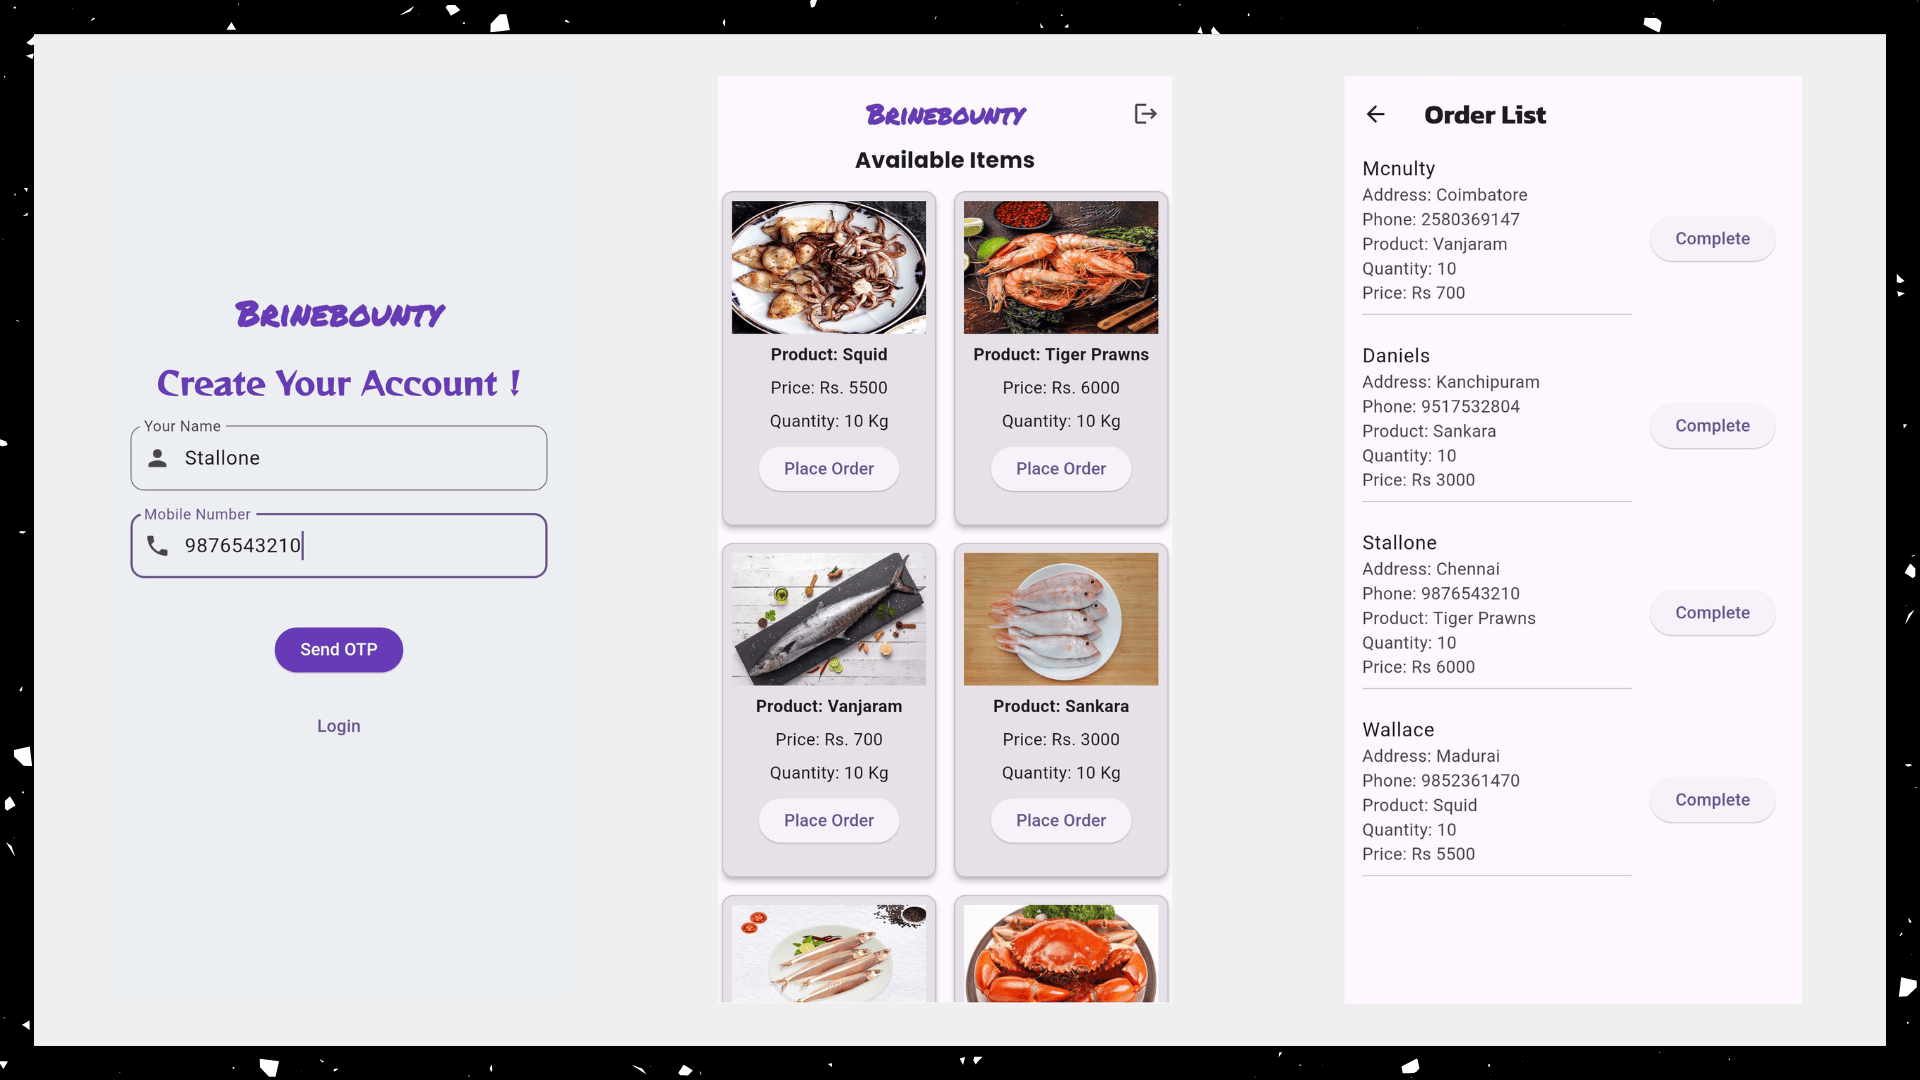 Brinebounty
Create Your Account !
Your Name
Stallone
Mobile Number
9876543210
Send OTP
Login
Brinebounty
Available Items
Product: Squid
Price: Rs. 5500
Quantity: 10 Kg
Place Order
Product: Tiger Prawns
Price: Rs. 6000
Quantity: 10 Kg
Place Order
Product: Vanjaram
Price: Rs. 700
Quantity: 10 Kg
Place Order
Product: Sankara
Price: Rs. 3000
Quantity: 10 Kg
Place Order
Order List
Mcnulty
Address: Coimbatore
Phone: 2580369147
Product: Vanjaram
Quantity: 10
Price: Rs 700
Complete
Daniels
Address: Kanchipuram
Phone: 9517532804
Product: Sankara
Quantity: 10
Price: Rs 3000
Complete
Stallone
Address: Chennai
Phone: 9876543210
Product: Tiger Prawns
Quantity: 10
Price: Rs 6000
Complete
Wallace
Address: Madurai
Phone: 9852361470
Product: Squid
Quantity: 10
Price: Rs 5500
Complete